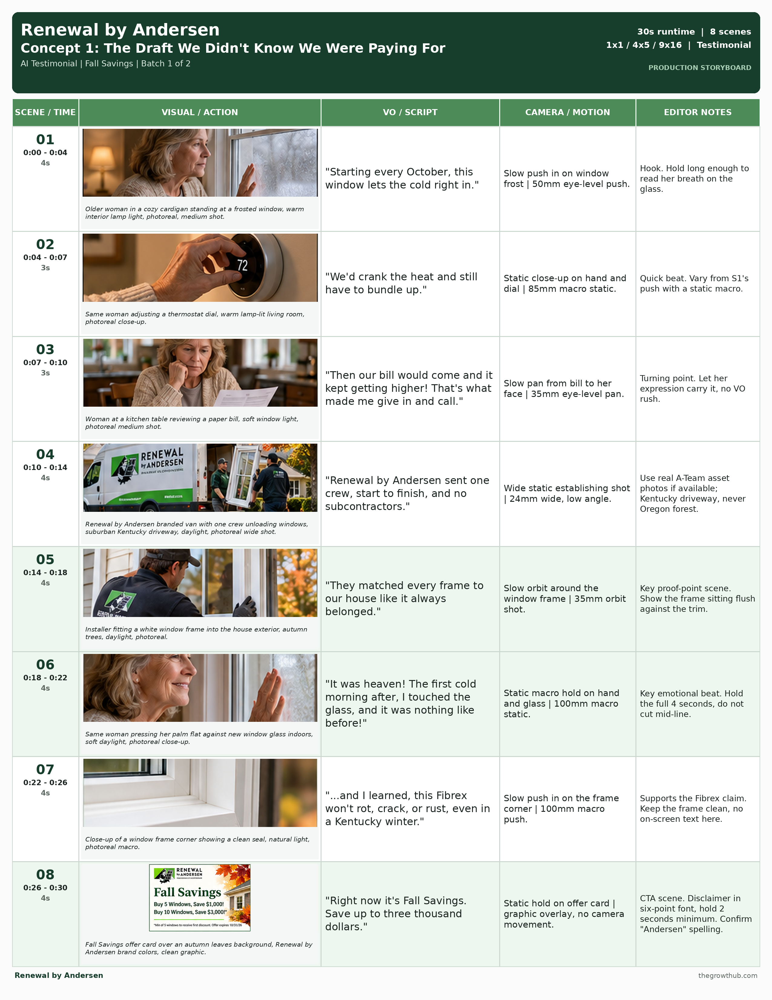 Renewal by Andersen
Concept 1: The Draft We Didn't Know We Were Paying For
AI Testimonial | Fall Savings | Batch 1 of 2
30s runtime | 8 scenes
1x1 / 4x5 / 9x16 | Testimonial
PRODUCTION STORYBOARD
SCENE / TIME
VISUAL / ACTION
VO / SCRIPT
CAMERA / MOTION
EDITOR NOTES
01
0:00 - 0:04
4s
Older woman in a cozy cardigan standing at a frosted window, warm
interior lamp light, photoreal, medium shot.
"Starting every October, this
window lets the cold right in."
Slow push in on window
frost | 50mm eye-level push.
Hook. Hold long enough to
read her breath on the
glass.
02
0:04 - 0:07
3s
72
Same woman adjusting a thermostat dial, warm lamp-lit living room,
photoreal close-up.
"We'd crank the heat and still
have to bundle up."
Static close-up on hand and
dial | 85mm macro static.
Quick beat. Vary from S1's
push with a static macro.
03
0:07 - 0:10
3s
Woman at a kitchen table reviewing a paper bill, soft window light,
photoreal medium shot.
"Then our bill would come and it
kept getting higher! That's what
made me give in and call."
Slow pan from bill to her
face | 35mm eye-level pan.
Turning point. Let her
expression carry it, no VO
rush.
04
0:10 - 0:14
4s
RENEWAL
by ANDERSEN
Renewal by Andersen branded van with one crew unloading windows,
suburban Kentucky driveway, daylight, photoreal wide shot.
"Renewal by Andersen sent one
crew, start to finish, and no
subcontractors."
Wide static establishing shot
| 24mm wide, low angle.
Use real A-Team asset
photos if available;
Kentucky driveway, never
Oregon forest.
05
0:14 - 0:18
4s
Installer fitting a white window frame into the house exterior, autumn
trees, daylight, photoreal.
"They matched every frame to
our house like it always
belonged."
Slow orbit around the
window frame | 35mm orbit
shot.
Key proof-point scene.
Show the frame sitting flush
against the trim.
06
0:18 - 0:22
4s
Same woman pressing her palm flat against new window glass indoors,
soft daylight, photoreal close-up.
"It was heaven! The first cold
morning after, I touched the
glass, and it was nothing like
before!"
Static macro hold on hand
and glass | 100mm macro
static.
Key emotional beat. Hold
the full 4 seconds, do not
cut mid-line.
07
0:22 - 0:26
4s
Close-up of a window frame corner showing a clean seal, natural light,
photoreal macro.
"...and I learned, this Fibrex
won't rot, crack, or rust, even in
a Kentucky winter."
Slow push in on the frame
corner | 100mm macro
push.
Supports the Fibrex claim.
Keep the frame clean, no
on-screen text here.
08
0:26 - 0:30
4s
RENEWAL
by ANDERSEN
Fall Savings
Buy 5 Windows, Save $1,000!
Buy 10 Windows, Save $3,000!*
*Min of 5 windows to receive first discount. Offer expires 10/31/26
Fall Savings offer card over an autumn leaves background, Renewal by
Andersen brand colors, clean graphic.
"Right now it's Fall Savings.
Save up to three thousand
dollars."
Static hold on offer card |
graphic overlay, no camera
movement.
CTA scene. Disclaimer in
six-point font, hold 2
seconds minimum. Confirm
"Andersen" spelling.
Renewal by Andersen
thegrowthhub.com